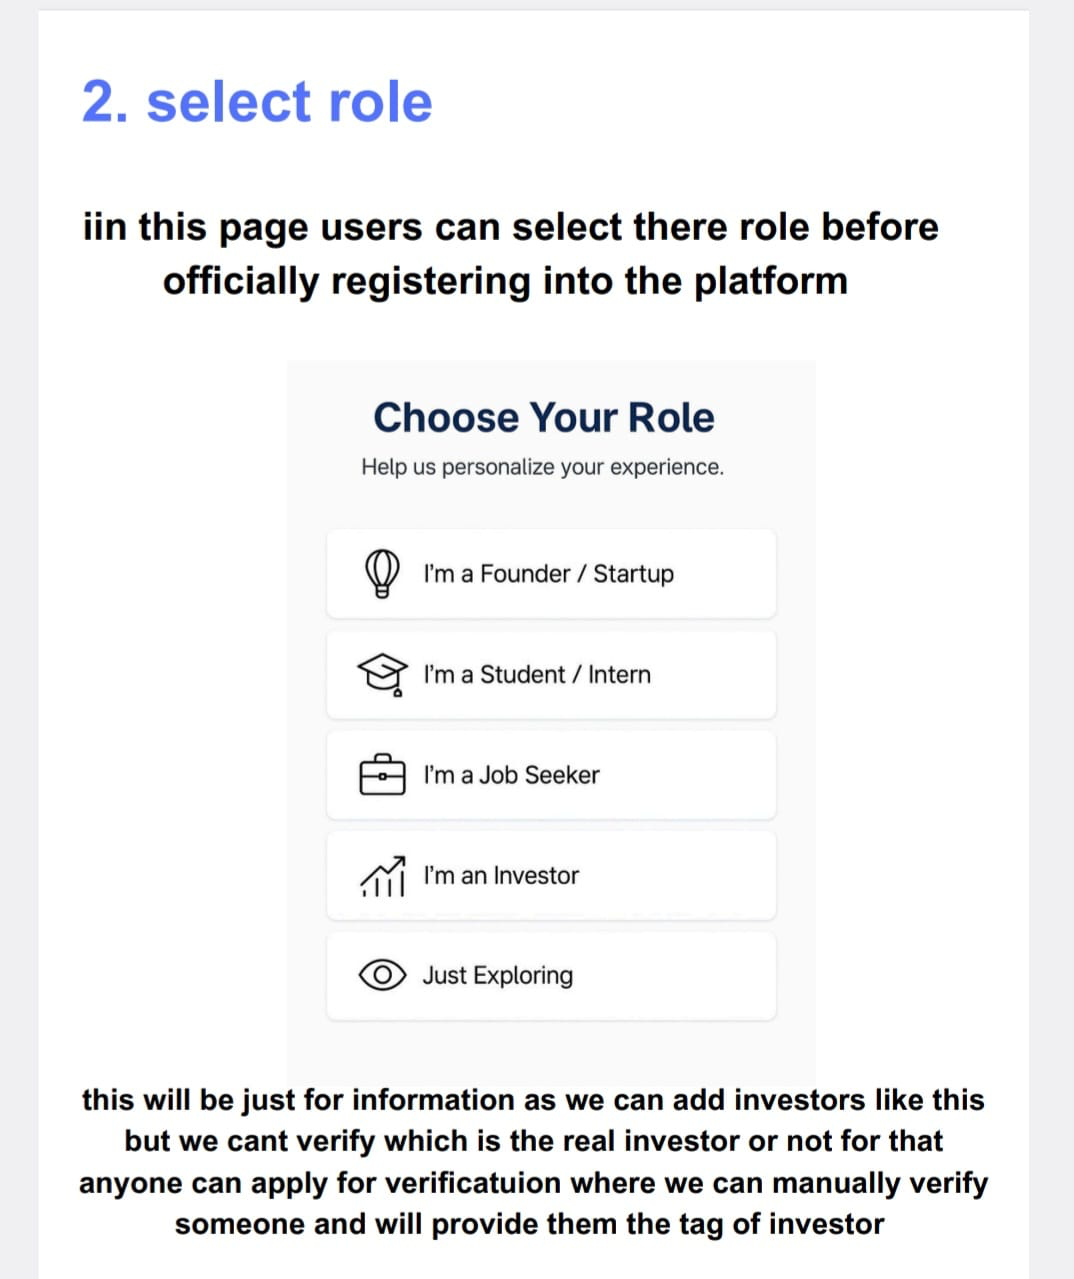 2. select role
iin this page users can select there role before
officially registering into the platform
Choose Your Role
Help us personalize your experience.
I'm a Founder / Startup
I'm a Student / Intern
I'm a Job Seeker
I'm an Investor
Just Exploring
this will be just for information as we can add investors like this
but we cant verify which is the real investor or not for that
anyone can apply for verificatuion where we can manually verify
someone and will provide them the tag of investor